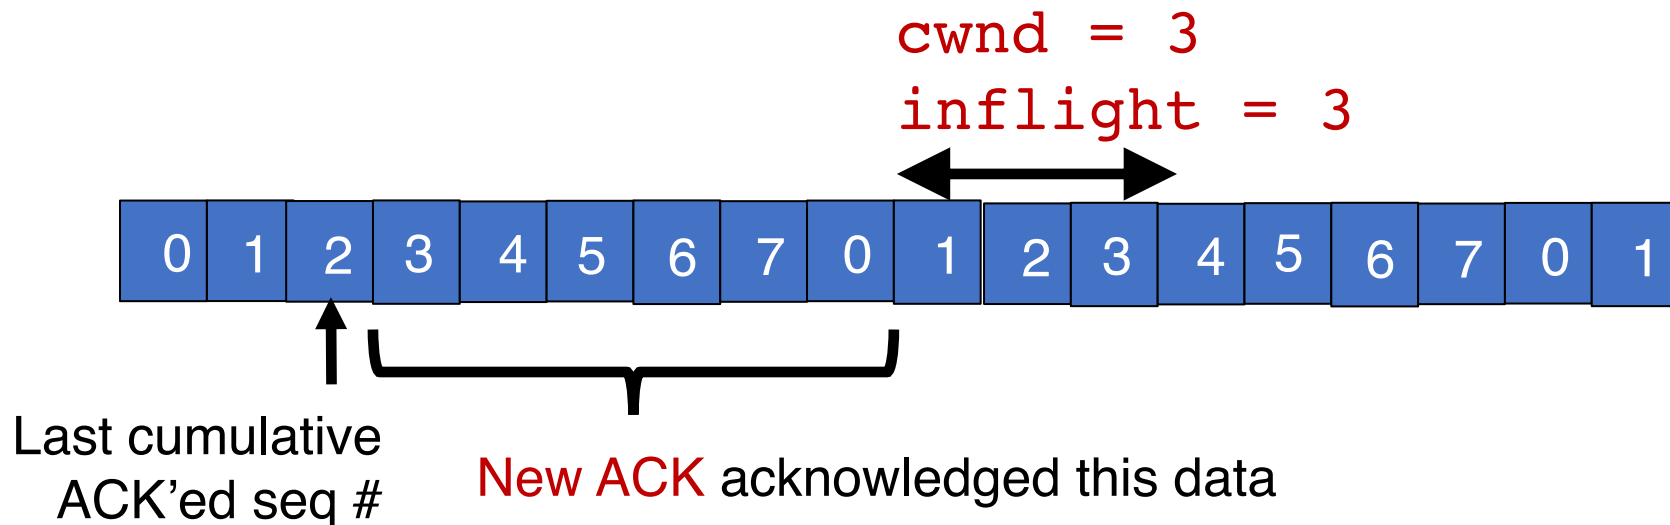 cwnd = 3
inflight = 3
0 1 2 3 4 5 6 7 0 1 2 3 4 5 6 7 0 1
Last cumulative
ACK’ed seq #
New ACK acknowledged this data